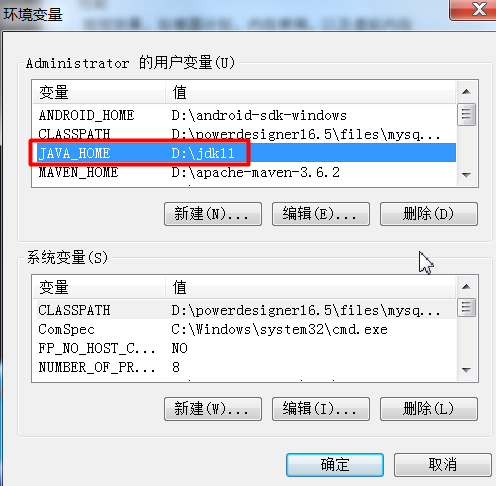 环境变量
Administrator 的用户变量(U)
变量 值
ANDROID_HOME D:\android-sdk-windows
CLASSPATH D:\powerdesigner16.5\files\mysq...
JAVA_HOME D:\jdk11
MAVEN_HOME D:\apache-maven-3.6.2
新建(N)... 编辑(E)... 删除(D)
系统变量(S)
变量 值
CLASSPATH D:\powerdesigner16.5\files\mysq...
ComSpec C:\Windows\system32\cmd.exe
FP_NO_HOST_C... NO
NUMBER_OF_PR... 8
新建(W)... 编辑(I)... 删除(L)
确定 取消